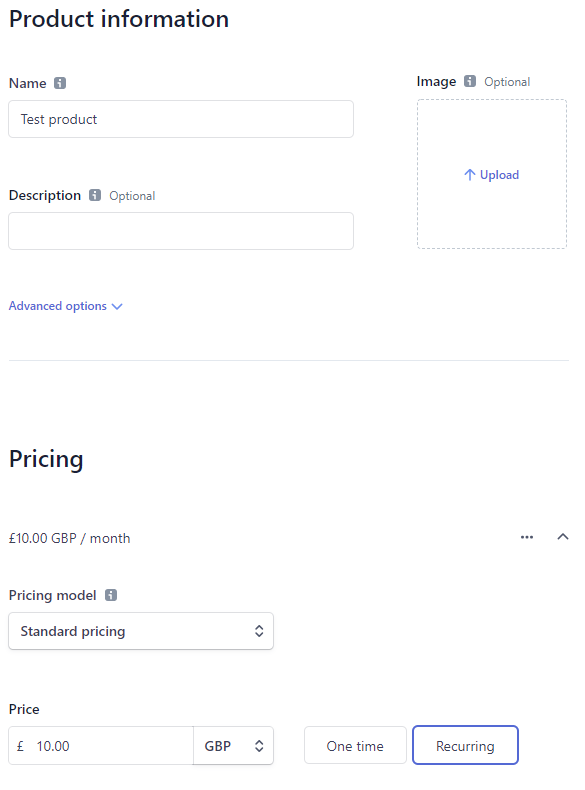 Product information
Name
Test product
Image Optional
Upload
Description Optional
Advanced options
Pricing
£10.00 GBP / month
Pricing model
Standard pricing
Price
£ 10.00 GBP
One time
Recurring